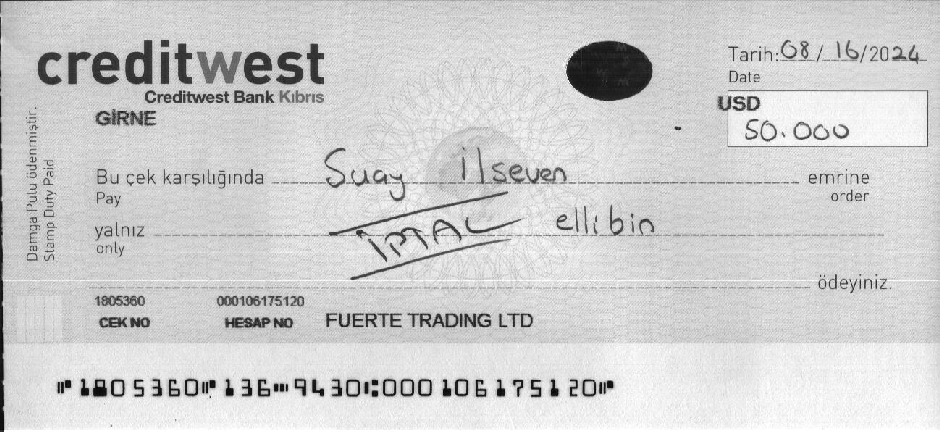 creditwest
Creditwest Bank Kıbrıs
GİRNE
Tarih: 08/16/2024
Date
USD
50.000
Damga Pulu ödenmiştir.
Stamp Duty Paid
Bu çek karşılığında Suay İlseven emrine
Pay order
yalnız İPTAL ellibin
only
ödeyiniz.
1805360 000106175120
CEK NO HESAP NO FUERTE TRADING LTD
⑈1805360⑈136⑉9430⑆000106175120⑈